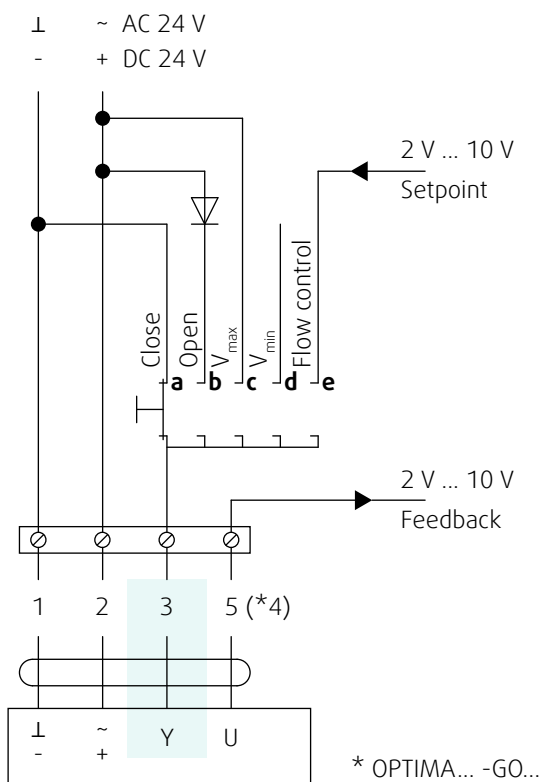 ⊥ ~ AC 24 V
- + DC 24 V
2 V ... 10 V
Setpoint
Close
Open
Vmax
Vmin
Flow control
a b c d e
2 V ... 10 V
Feedback
1 2 3 5 (*4)
⊥ ~ Y U
- +
* OPTIMA... -GO...